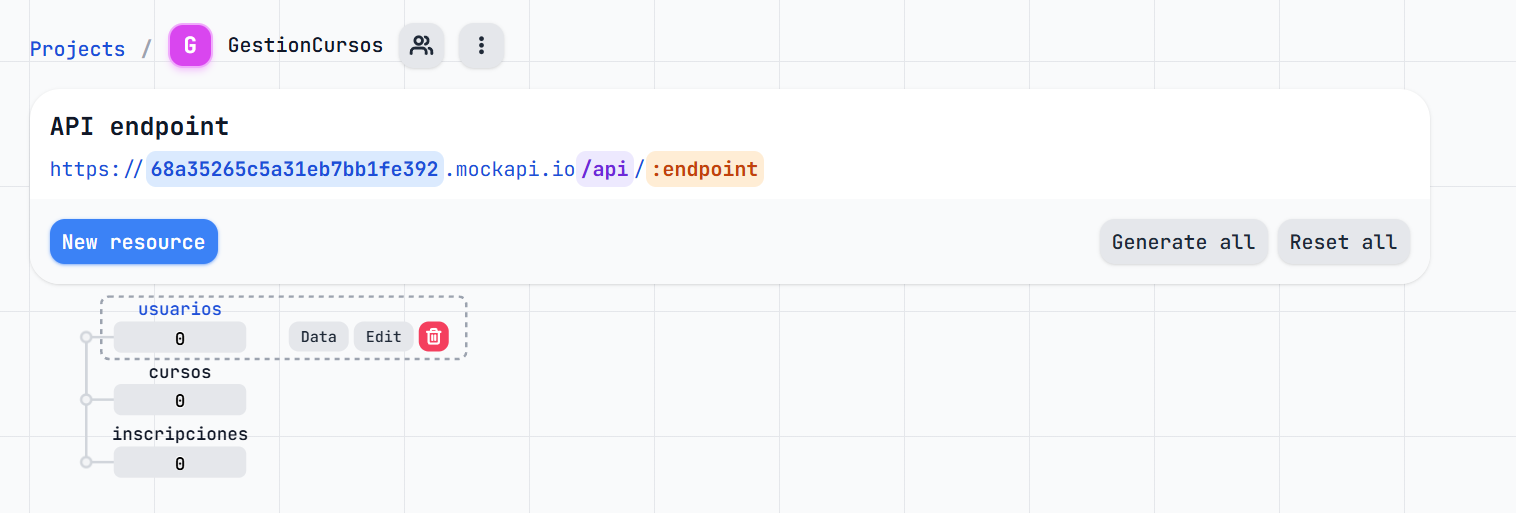 Projects / G GestionCursos
API endpoint
https://68a35265c5a31eb7bb1fe392.mockapi.io/api/:endpoint
New resource Generate all Reset all
usuarios
0 Data Edit
cursos
0
inscripciones
0